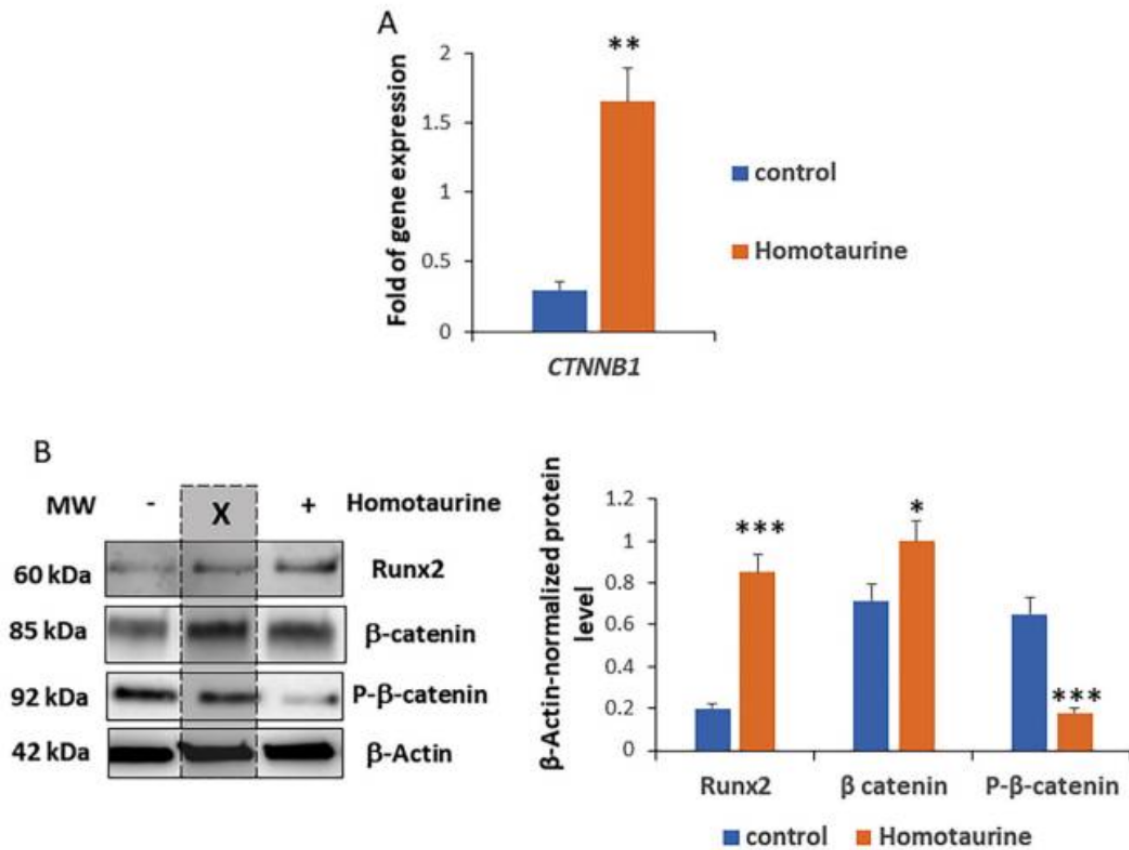 A
**
2
1.5
1
0.5
0
Fold of gene expression
CTNNB1
control
Homotaurine
B
MW - X + Homotaurine
60 kDa Runx2
85 kDa β-catenin
92 kDa P-β-catenin
42 kDa β-Actin
β-Actin-normalized protein
level
1.2
1
0.8
0.6
0.4
0.2
0
***
*
***
Runx2 β catenin P-β-catenin
control Homotaurine